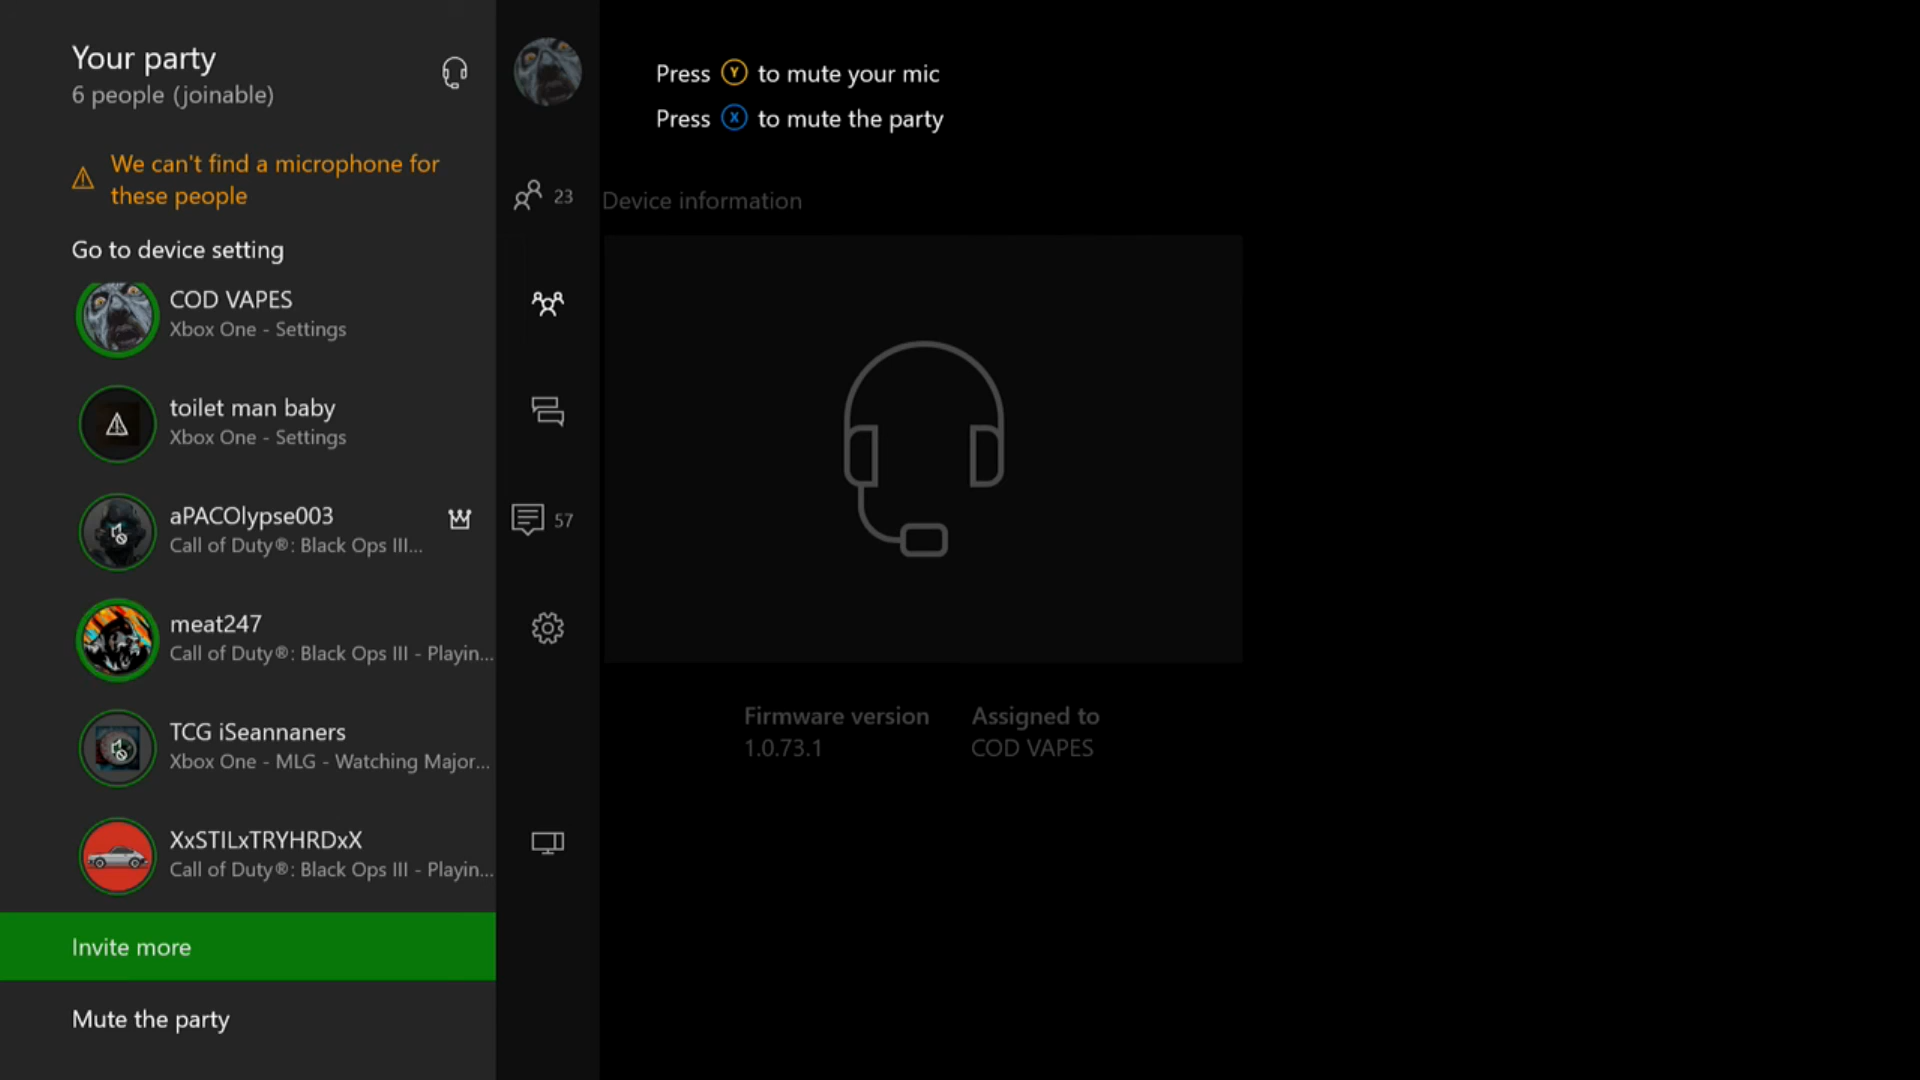 Your party
6 people (joinable)
We can't find a microphone for
these people
Go to device setting
COD VAPES
Xbox One - Settings
toilet man baby
Xbox One - Settings
aPACOlypse003
Call of Duty®: Black Ops III...
meat247
Call of Duty®: Black Ops III - Playin...
TCG iSeannaners
Xbox One - MLG - Watching Major...
XxSTILxTRYHRDxX
Call of Duty®: Black Ops III - Playin...
Invite more
Mute the party
23
57
Press Y to mute your mic
Press X to mute the party
Device information
Firmware version
1.0.73.1
Assigned to
COD VAPES